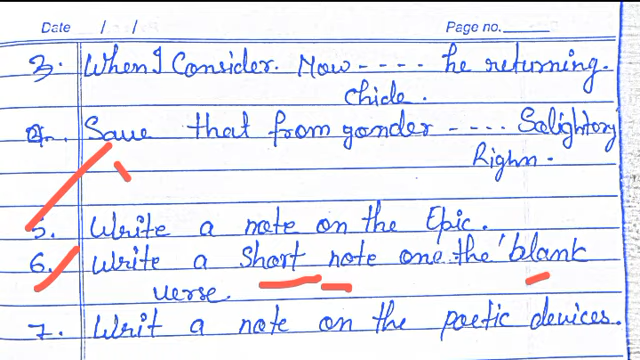 Date / / Page no.
3. When I Consider. How ---- he returning.
chide.
4. Save that from yonder ---- Solightory
Righn.
5. Write a note on the Epic.
6. Write a short note one the blank
verse.
7. Writ a note on the poetic devices.